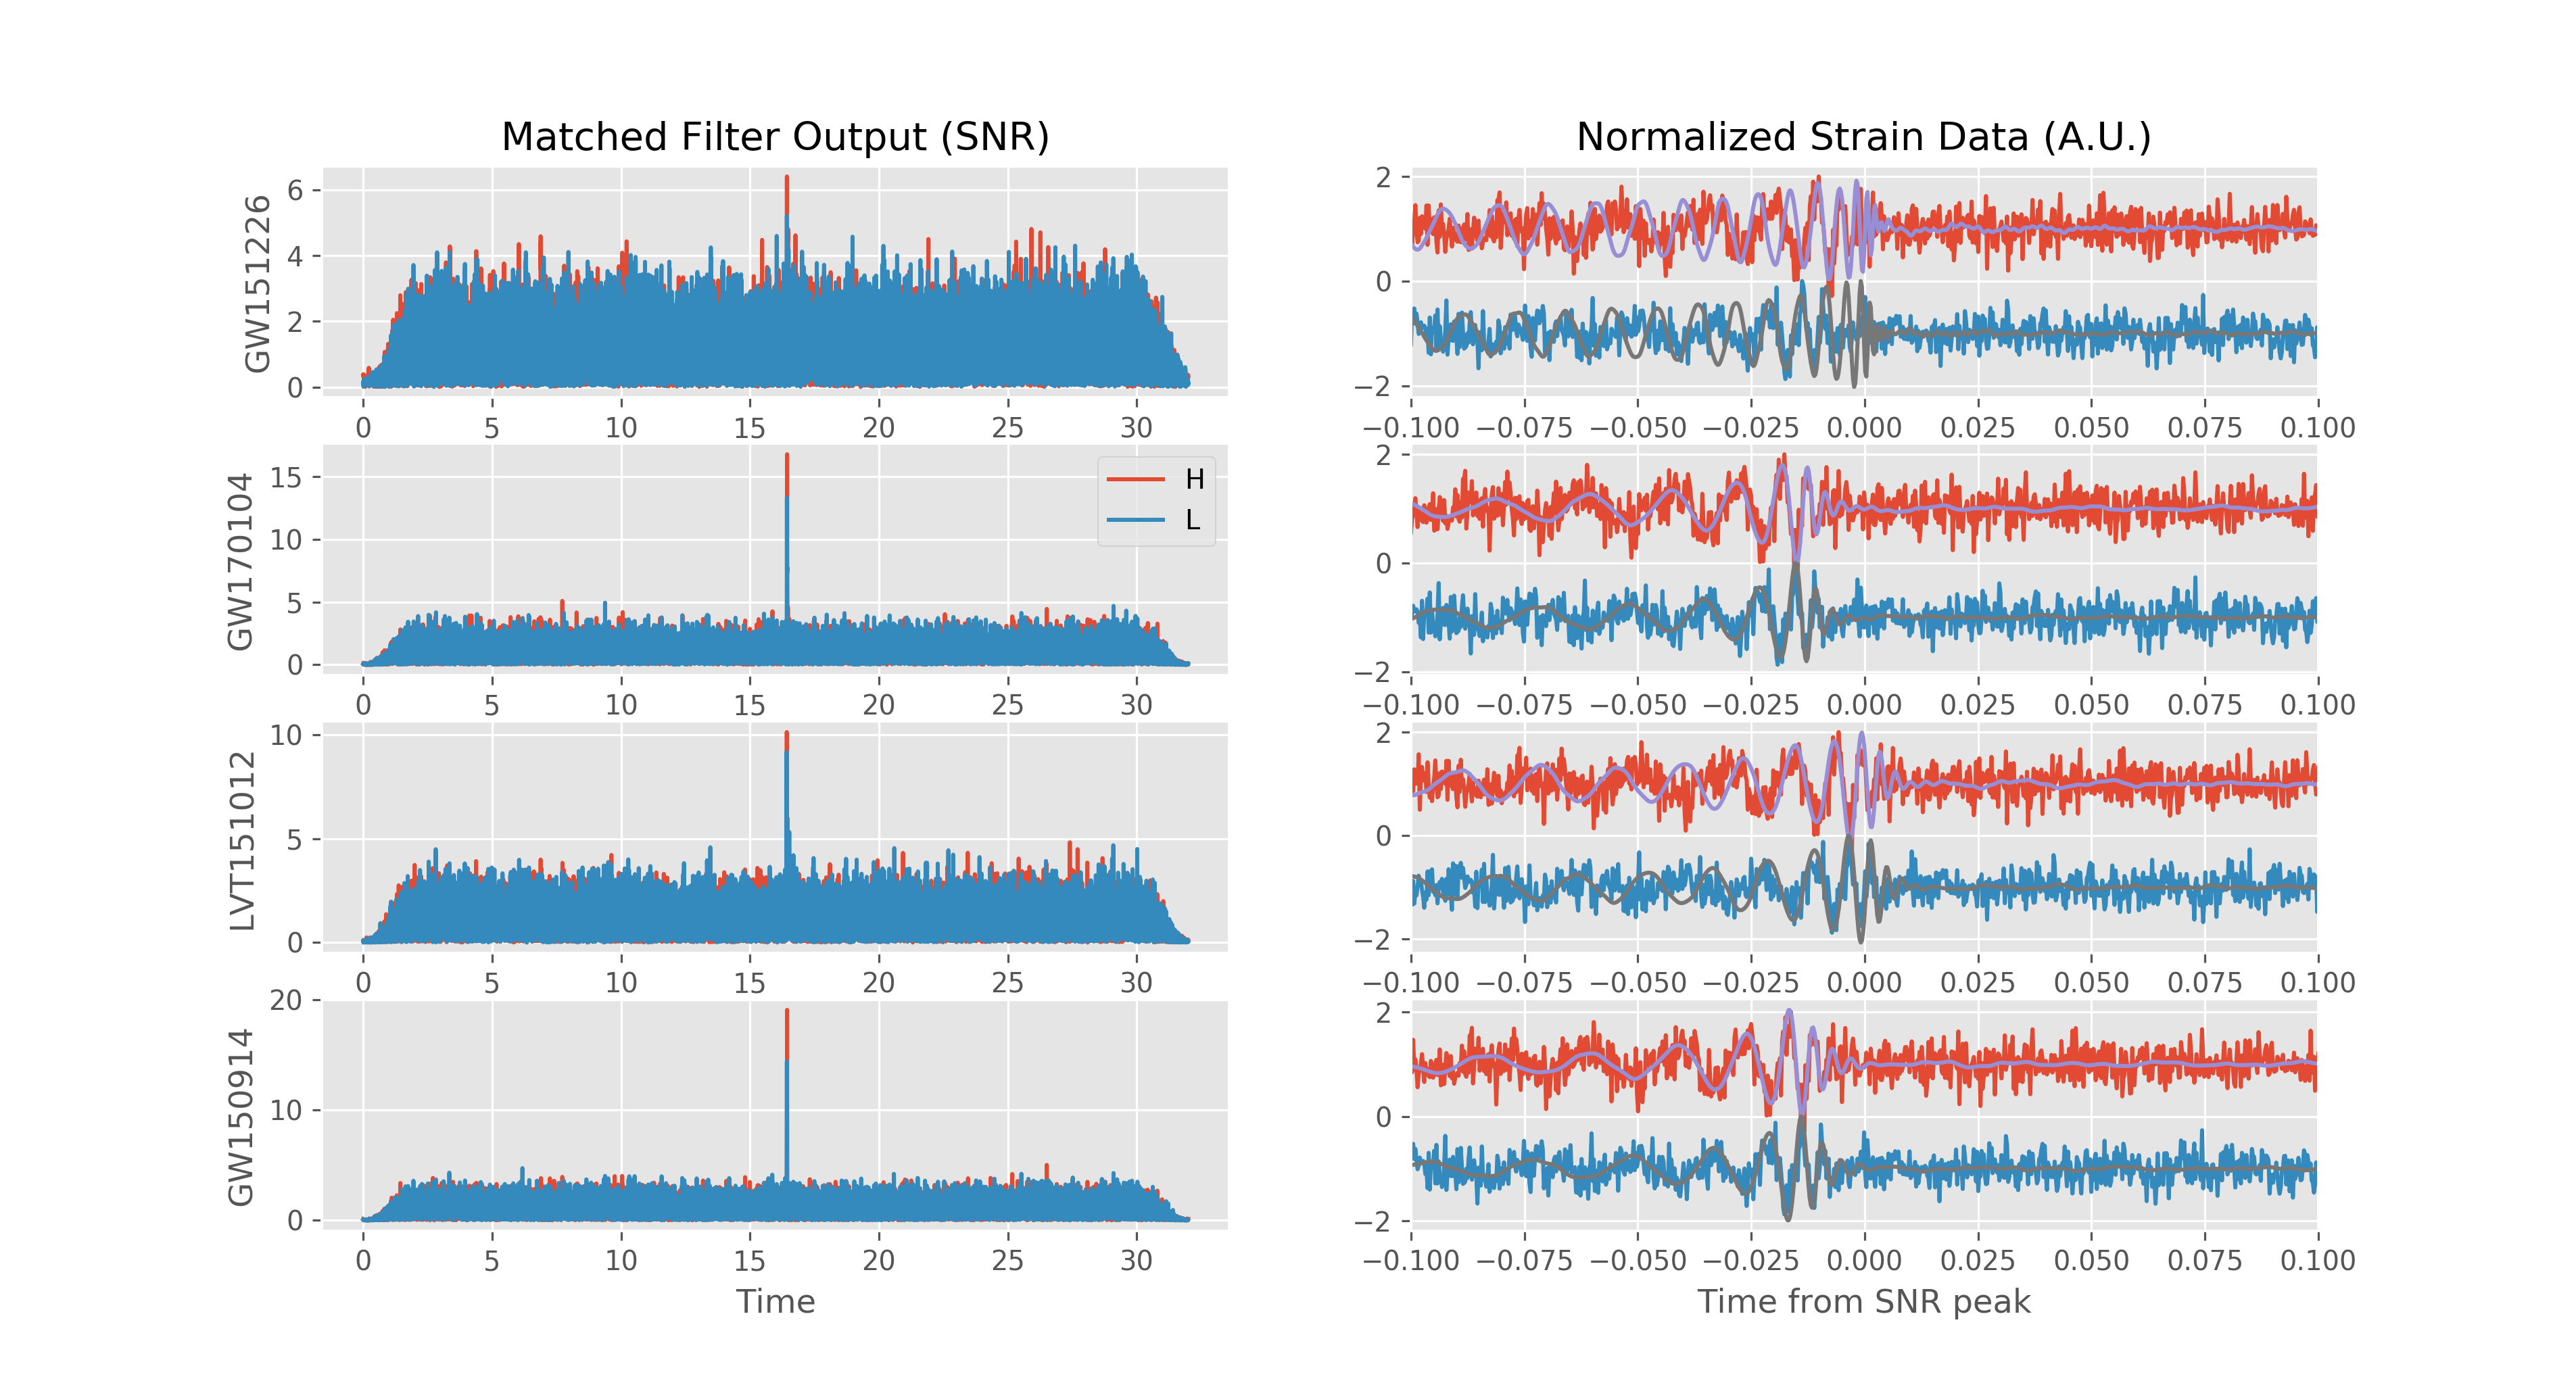 Matched Filter Output (SNR)
Normalized Strain Data (A.U.)
GW151226
6
4
2
0
0 5 10 15 20 25 30
2
0
−2
−0.100 −0.075 −0.050 −0.025 0.000 0.025 0.050 0.075 0.100
GW170104
15
10
5
0
H
L
0 5 10 15 20 25 30
2
0
−2
−0.100 −0.075 −0.050 −0.025 0.000 0.025 0.050 0.075 0.100
LVT151012
10
5
0
0 5 10 15 20 25 30
2
0
−2
−0.100 −0.075 −0.050 −0.025 0.000 0.025 0.050 0.075 0.100
GW150914
20
10
0
0 5 10 15 20 25 30
Time
2
0
−2
−0.100 −0.075 −0.050 −0.025 0.000 0.025 0.050 0.075 0.100
Time from SNR peak